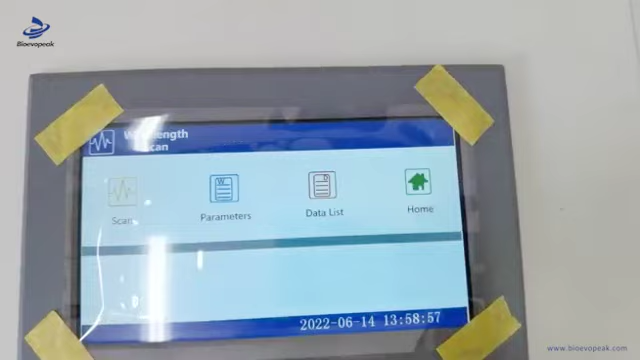 Bioevopeak
Wavelength
Scan
W
D
Scan
Parameters
Data List
Home
2022-06-14 13:58:57
www.bioevopeak.com